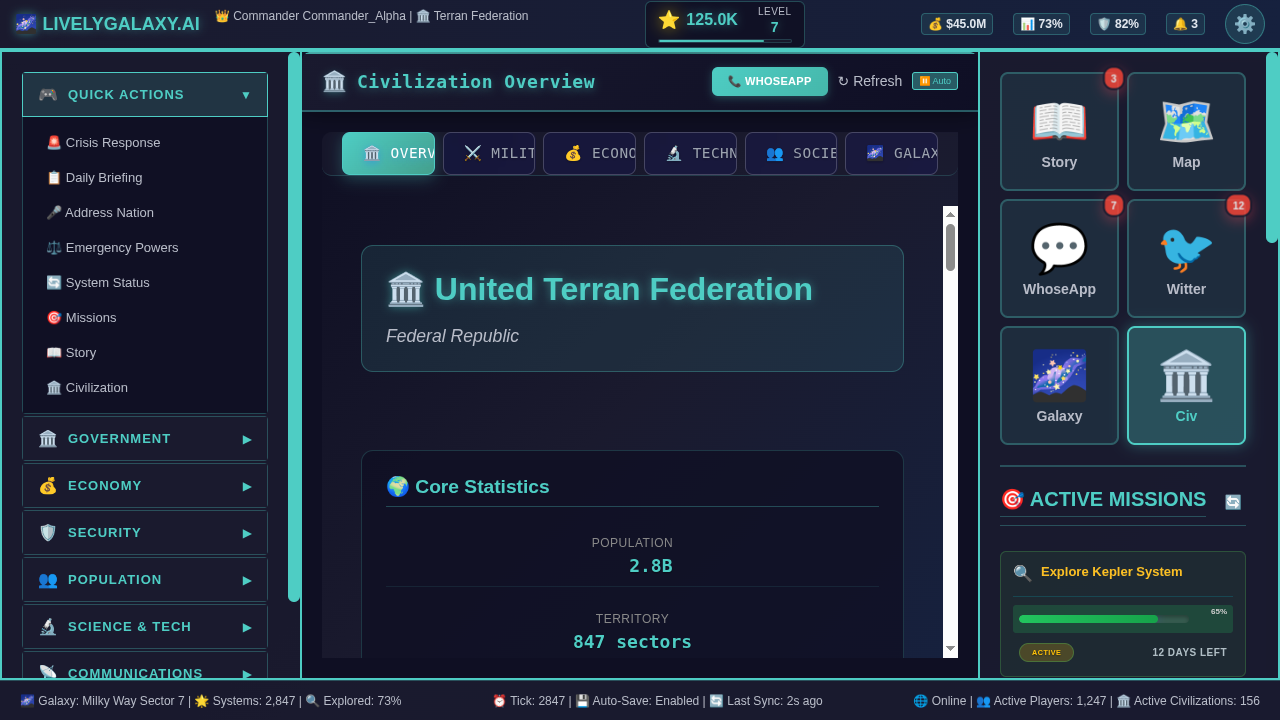 LIVELYGALAXY.AI
Commander Commander_Alpha | Terran Federation
125.0K
LEVEL
7
$45.0M
73%
82%
3
QUICK ACTIONS
Crisis Response
Daily Briefing
Address Nation
Emergency Powers
System Status
Missions
Story
Civilization
GOVERNMENT
ECONOMY
SECURITY
POPULATION
SCIENCE & TECH
COMMUNICATIONS
Civilization Overview
WHOSEAPP
↻ Refresh
Auto
OVERV
MILIT
ECONO
TECHN
SOCIE
GALAX
United Terran Federation
Federal Republic
Core Statistics
POPULATION
2.8B
TERRITORY
847 sectors
3
Story
Map
7
WhoseApp
12
Witter
Galaxy
Civ
ACTIVE MISSIONS
Explore Kepler System
65%
ACTIVE
12 DAYS LEFT
Galaxy: Milky Way Sector 7 | Systems: 2,847 | Explored: 73%
Tick: 2847 | Auto-Save: Enabled | Last Sync: 2s ago
Online | Active Players: 1,247 | Active Civilizations: 156